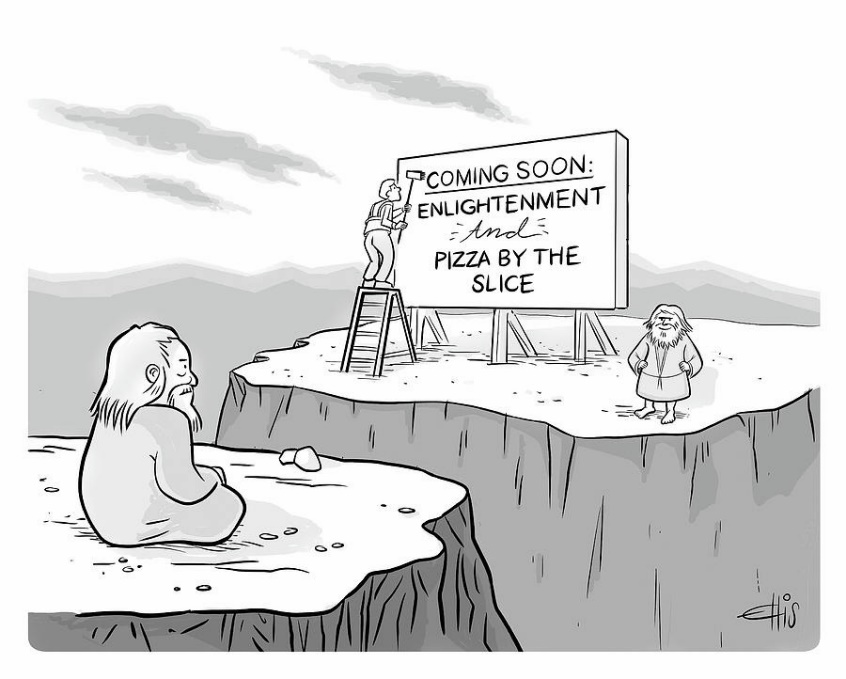 COMING SOON:
ENLIGHTENMENT
And
PIZZA BY THE
SLICE
Ellis